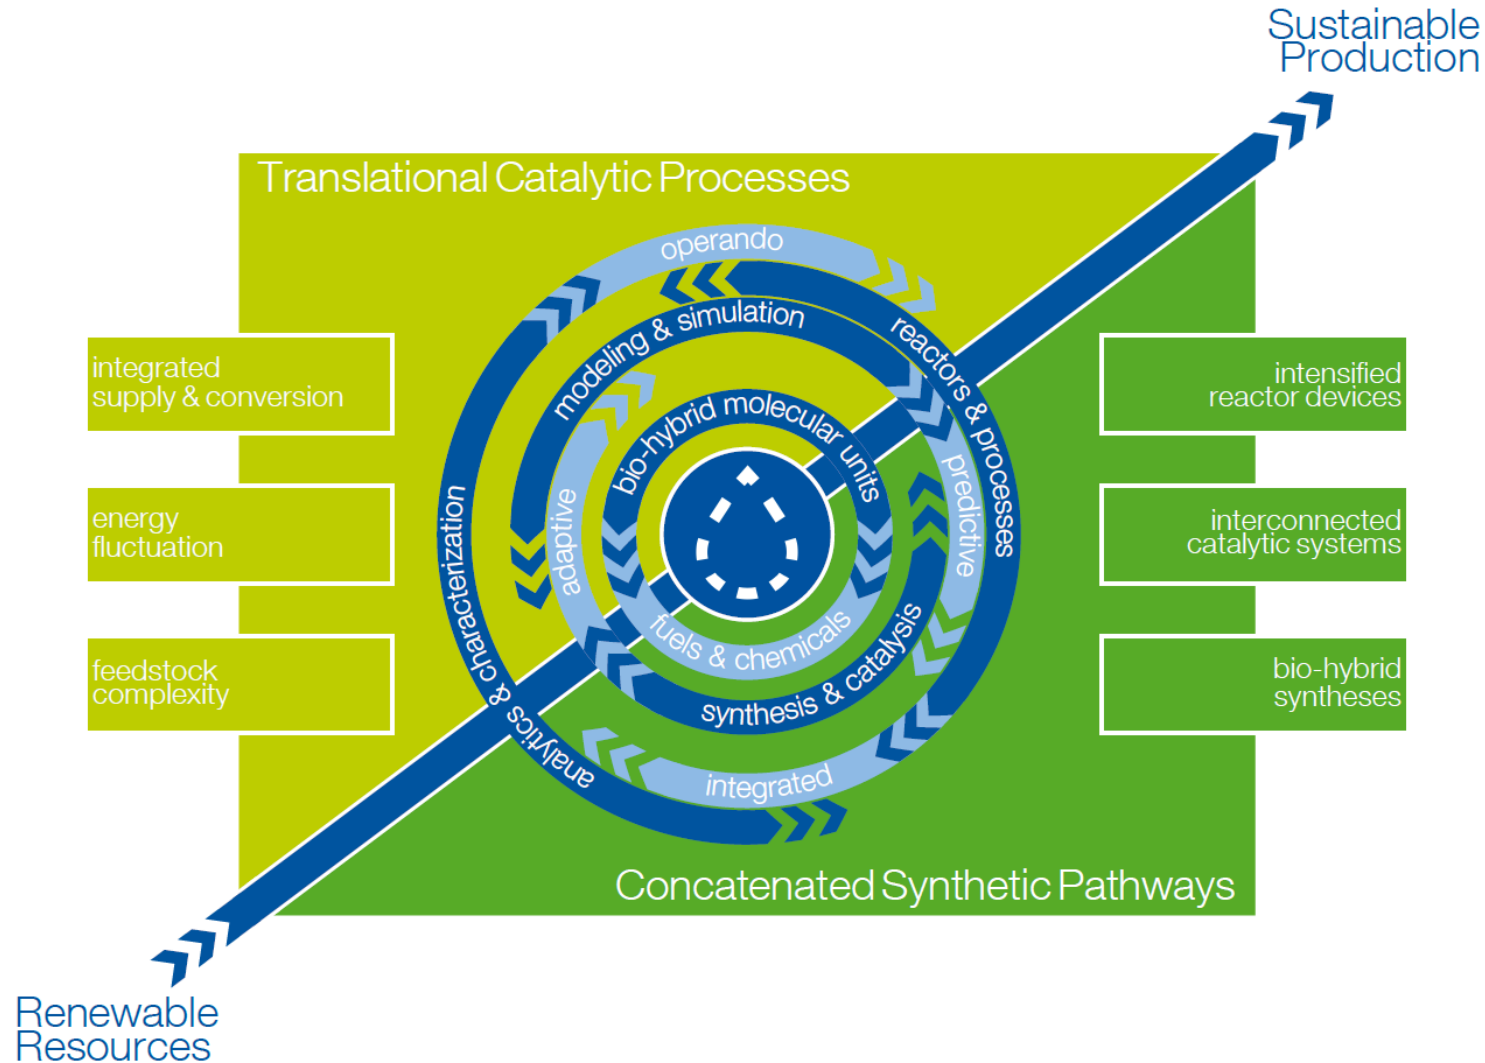 Sustainable
Production
Translational Catalytic Processes
operando
reactors & processes
modeling & simulation
bio-hybrid molecular units
integrated
supply & conversion
energy
fluctuation
feedstock
complexity
intensified
reactor devices
interconnected
catalytic systems
bio-hybrid
syntheses
adaptive
predictive
analytics & characterization
fuels & chemicals
synthesis & catalysis
integrated
Concatenated Synthetic Pathways
Renewable
Resources